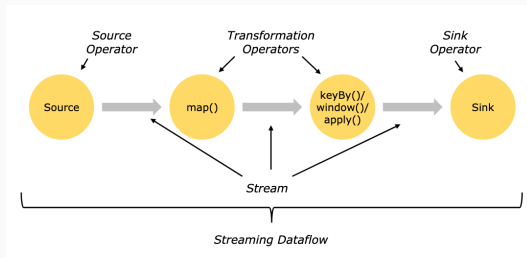 Source
Operator
Transformation
Operators
Sink
Operator
Source
map()
keyBy()/
window()/
apply()
Sink
Stream
Streaming Dataflow